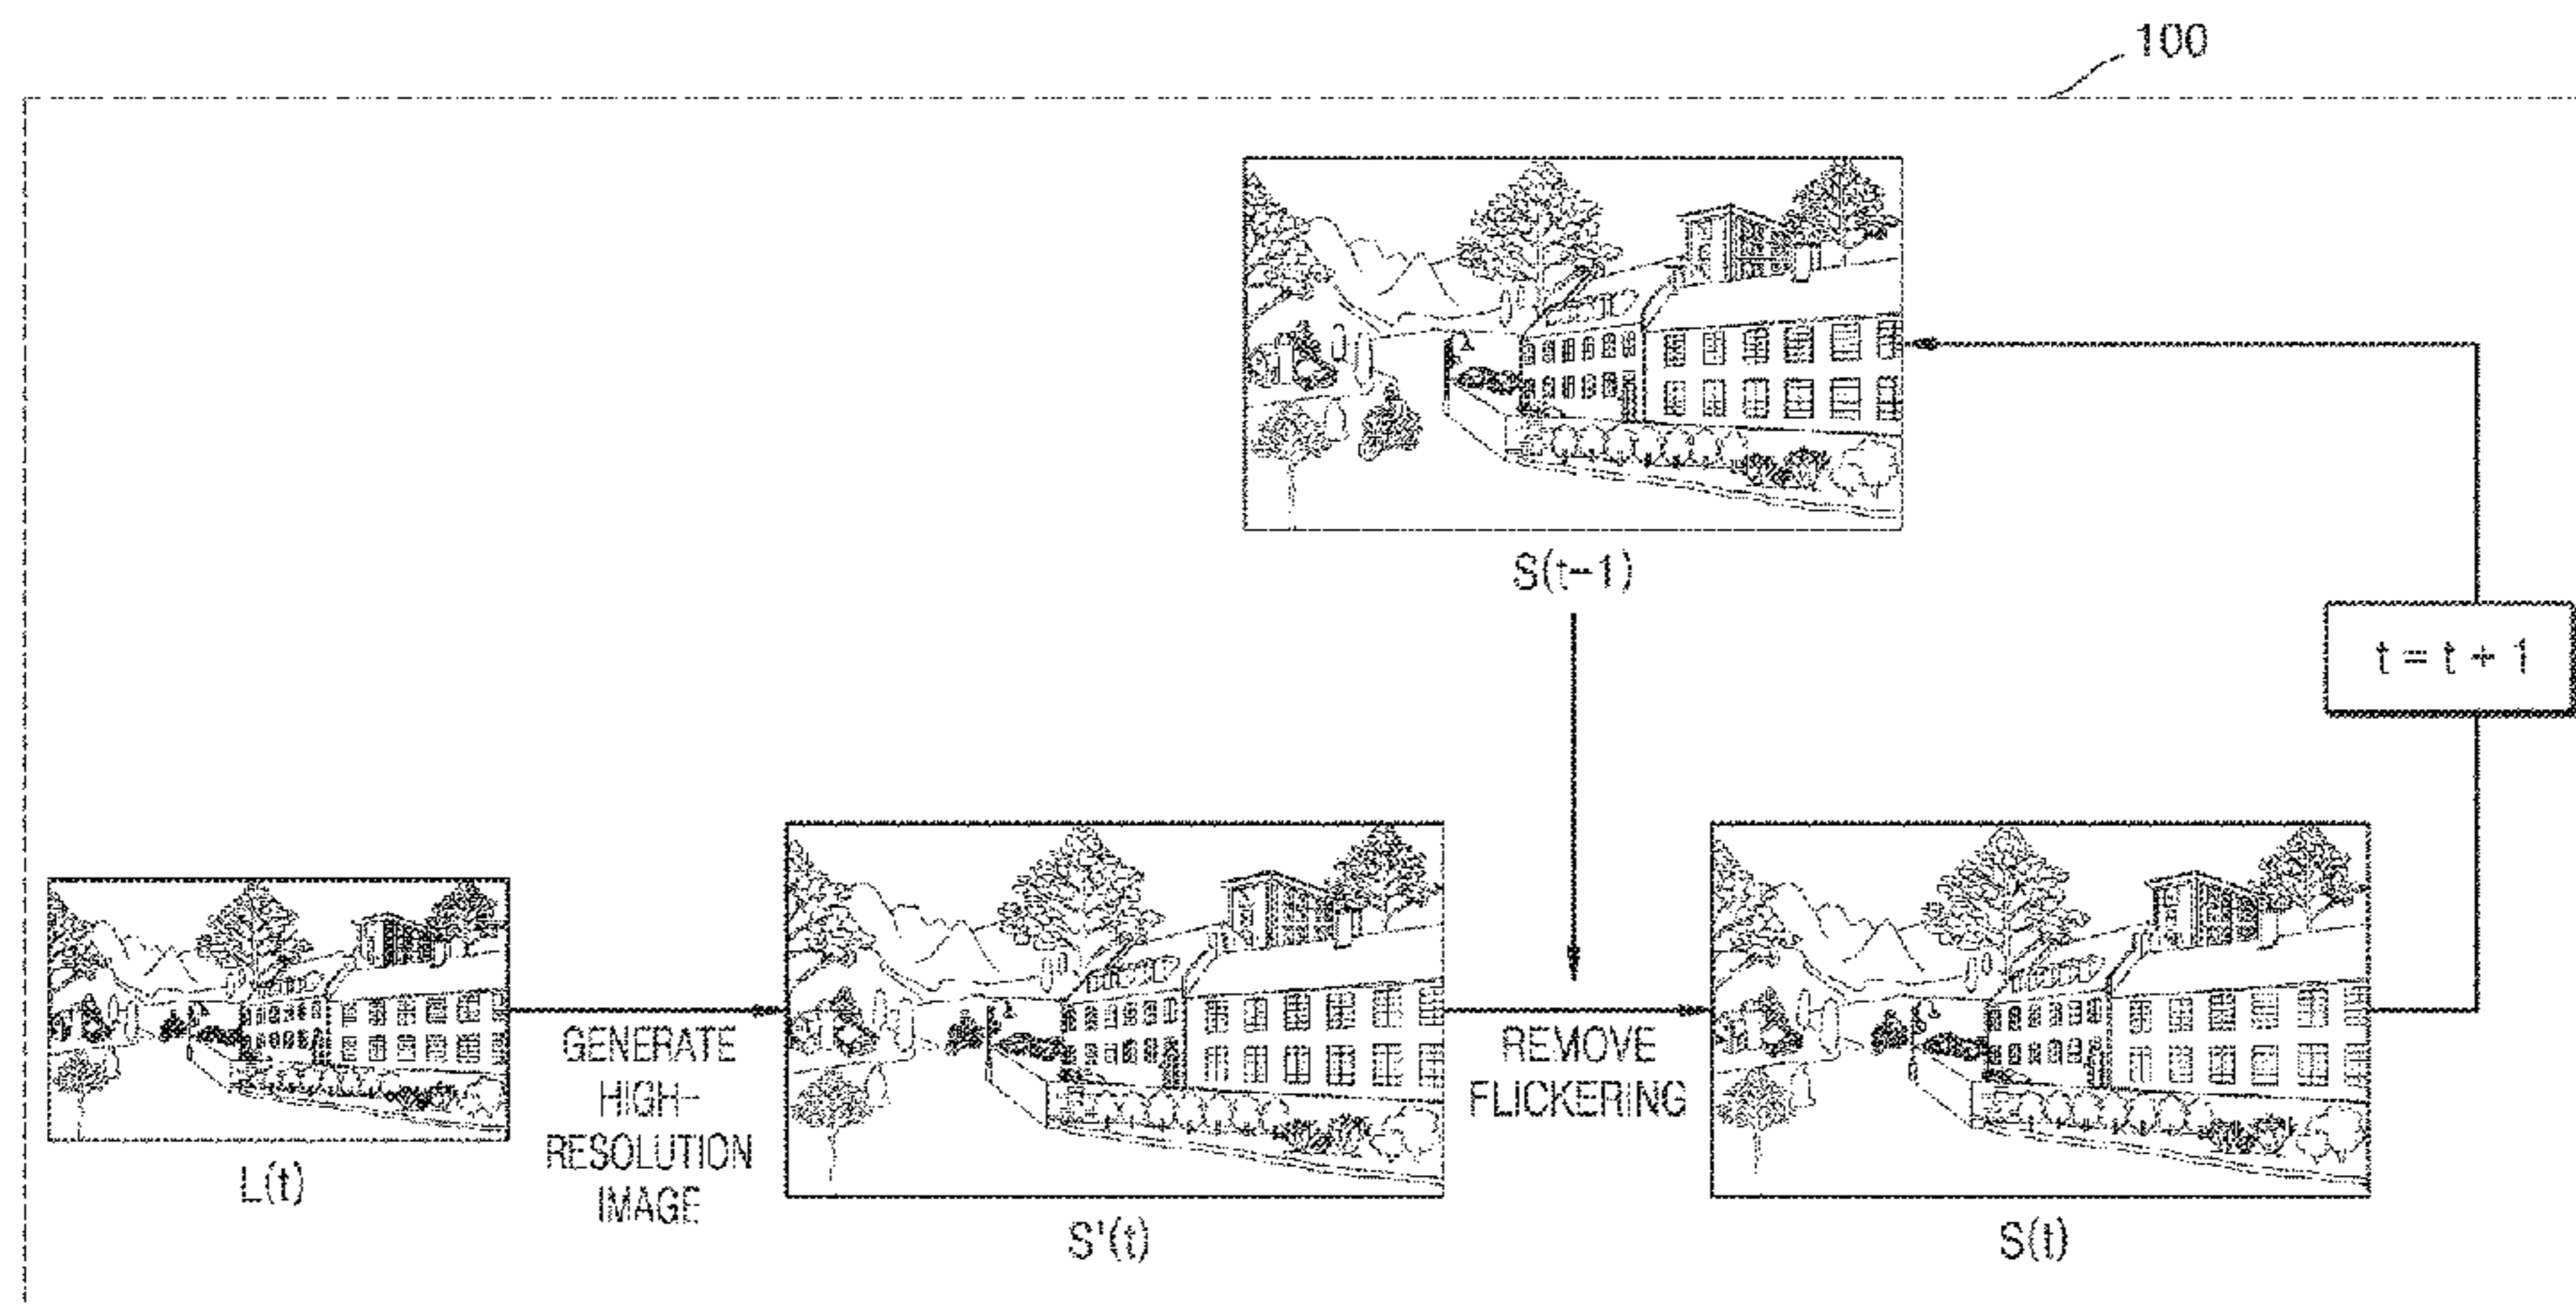 100
S(t-1)
t = t + 1
GENERATE
HIGH-
RESOLUTION
IMAGE
REMOVE
FLICKERING
L(t)
S'(t)
S(t)